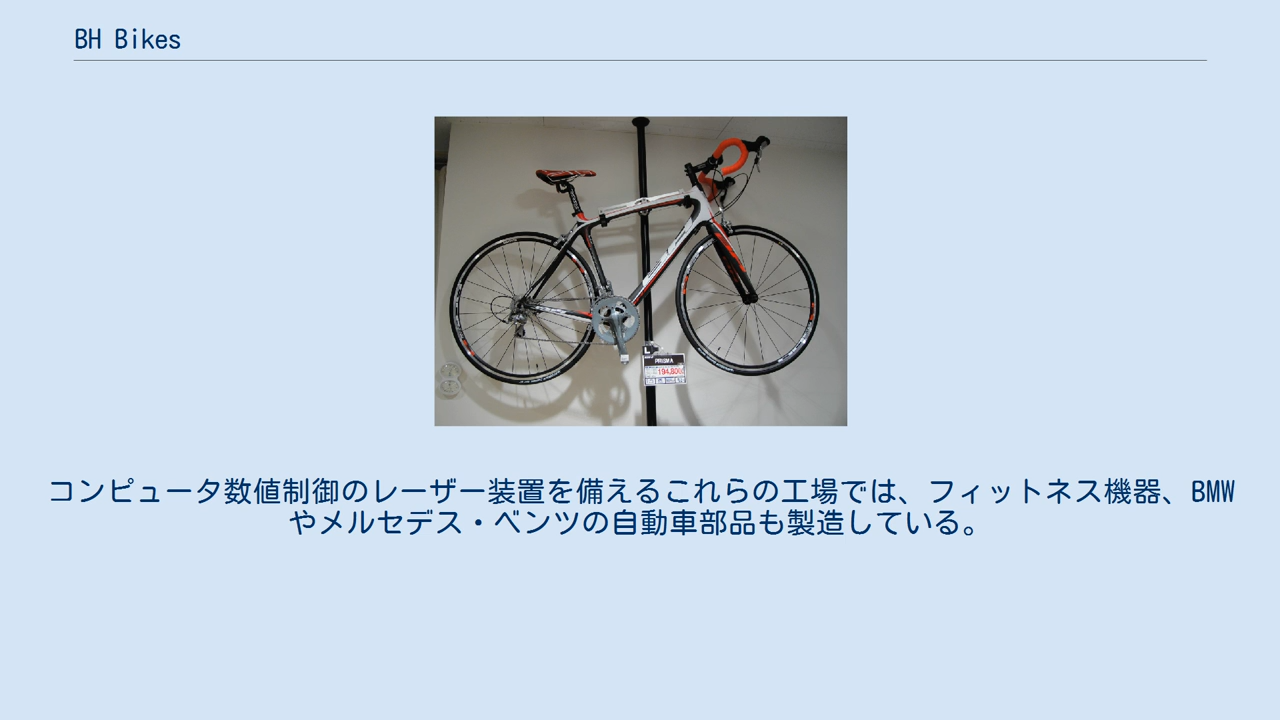 BH Bikes
PRISMA
194,800
コンピュータ数値制御のレーザー装置を備えるこれらの工場では、フィットネス機器、BMW
やメルセデス・ベンツの自動車部品も製造している。